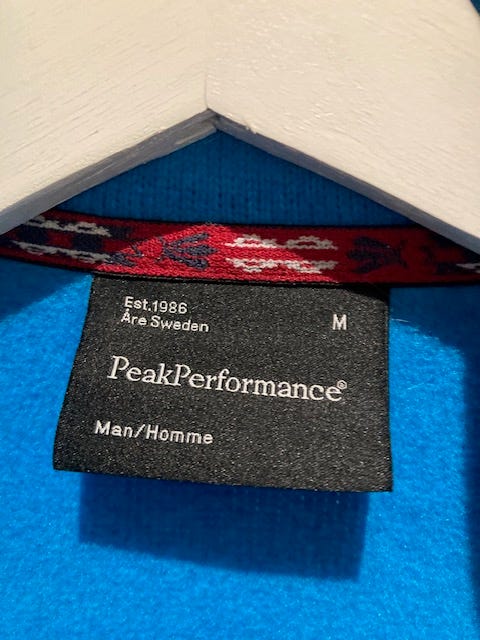 Est.1986
Åre Sweden
M
PeakPerformance®
Man/Homme